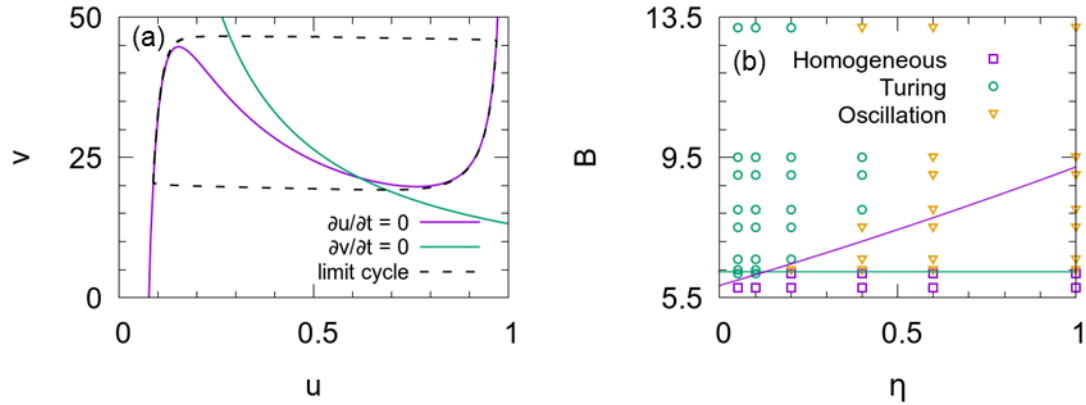 (a)
50
25
0
v
∂u/∂t = 0
∂v/∂t = 0
limit cycle
0 0.5 1
u
(b)
13.5
9.5
5.5
B
Homogeneous
Turing
Oscillation
0 0.5 1
η